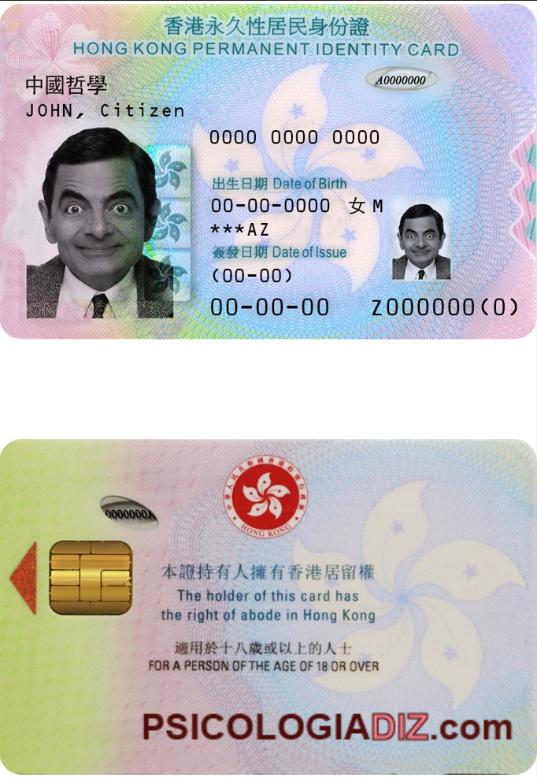 香港永久性居民身份證
HONG KONG PERMANENT IDENTITY CARD
A0000000
中國哲學
JOHN, Citizen
0000 0000 0000
出生日期 Date of Birth
00-00-0000 女 M
***AZ
簽發日期 Date of Issue
(00-00)
00-00-00
Z000000(0)
HONG KONG
A0000000
本證持有人擁有香港居留權
The holder of this card has
the right of abode in Hong Kong
適用於十八歲或以上的人士
FOR A PERSON OF THE AGE OF 18 OR OVER
PSICOLOGIADIZ.com